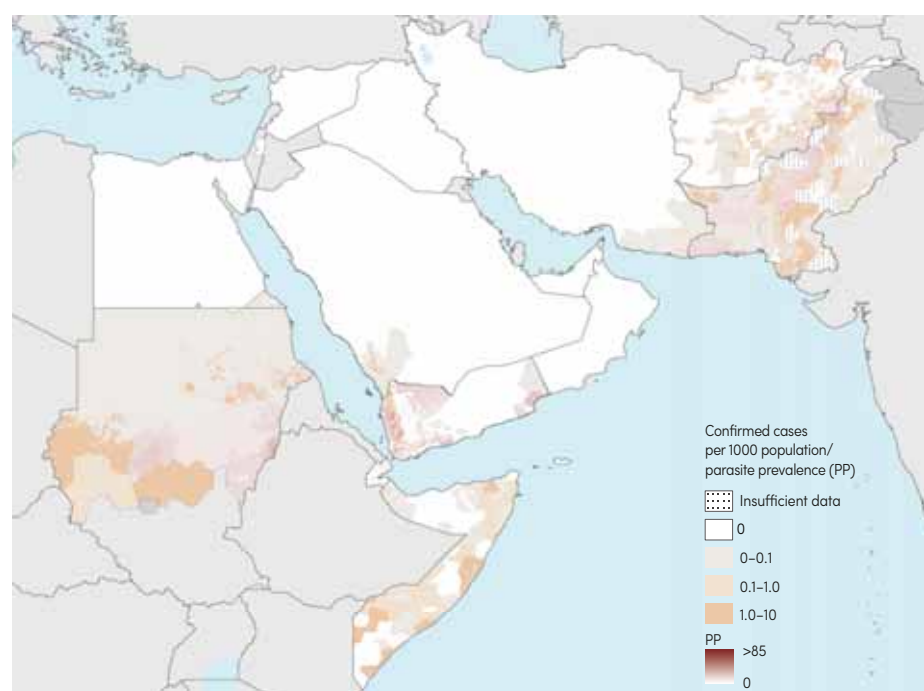 Confirmed cases
per 1000 population/
parasite prevalence (PP)
Insufficient data
0
0–0.1
0.1–1.0
1.0–10
PP
>85
0